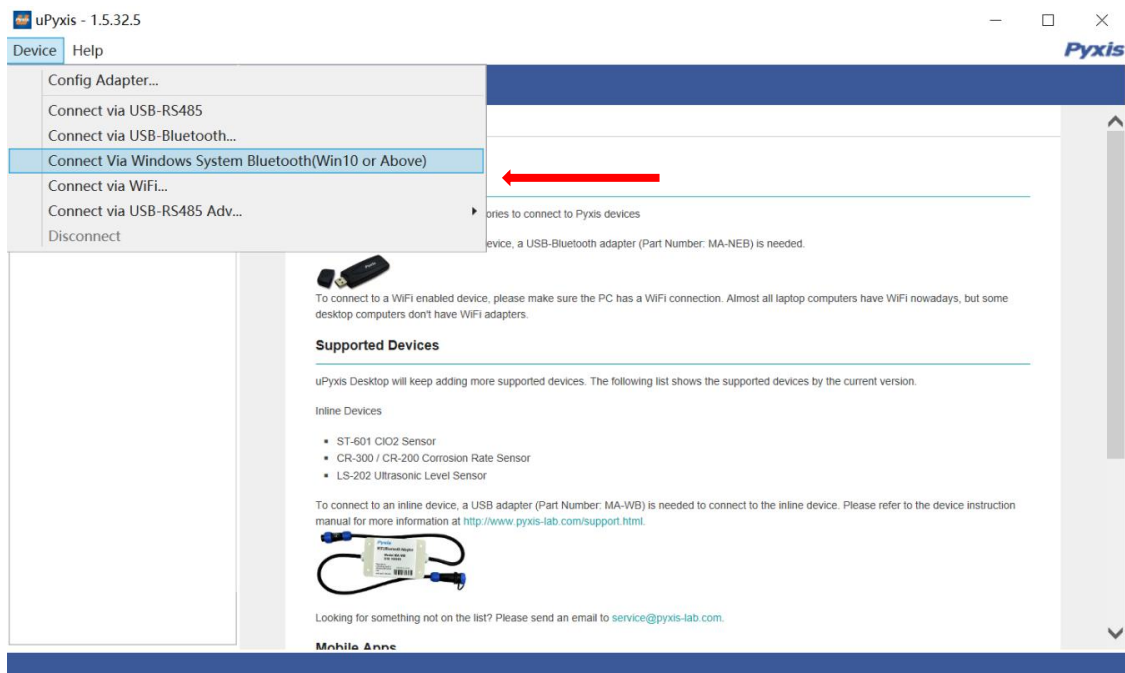 uPyxis - 1.5.32.5
Device Help
Pyxis
Config Adapter...
Connect via USB-RS485
Connect via USB-Bluetooth...
Connect Via Windows System Bluetooth(Win10 or Above)
Connect via WiFi...
Connect via USB-RS485 Adv...
Disconnect
ories to connect to Pyxis devices
evice, a USB-Bluetooth adapter (Part Number: MA-NEB) is needed.
Pyxis
To connect to a WiFi enabled device, please make sure the PC has a WiFi connection. Almost all laptop computers have WiFi nowadays, but some
desktop computers don't have WiFi adapters.
Supported Devices
uPyxis Desktop will keep adding more supported devices. The following list shows the supported devices by the current version.
Inline Devices
ST-601 ClO2 Sensor
CR-300 / CR-200 Corrosion Rate Sensor
LS-202 Ultrasonic Level Sensor
To connect to an inline device, a USB adapter (Part Number: MA-WB) is needed to connect to the inline device. Please refer to the device instruction
manual for more information at http://www.pyxis-lab.com/support.html.
Pyxis
Looking for something not on the list? Please send an email to service@pyxis-lab.com.
Mobile Apps